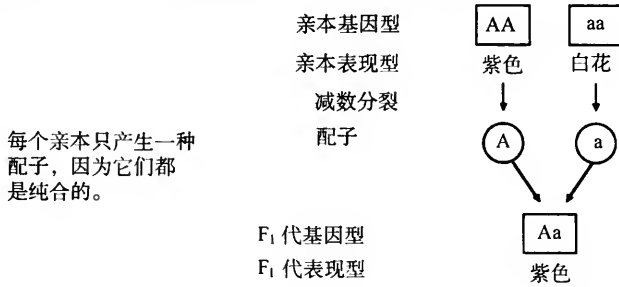 亲本基因型 AA aa
亲本表现型 紫色 白花
减数分裂
配子 A a
每个亲本只产生一种
配子，因为它们都
是纯合的。
F₁ 代基因型 Aa
F₁ 代表现型 紫色